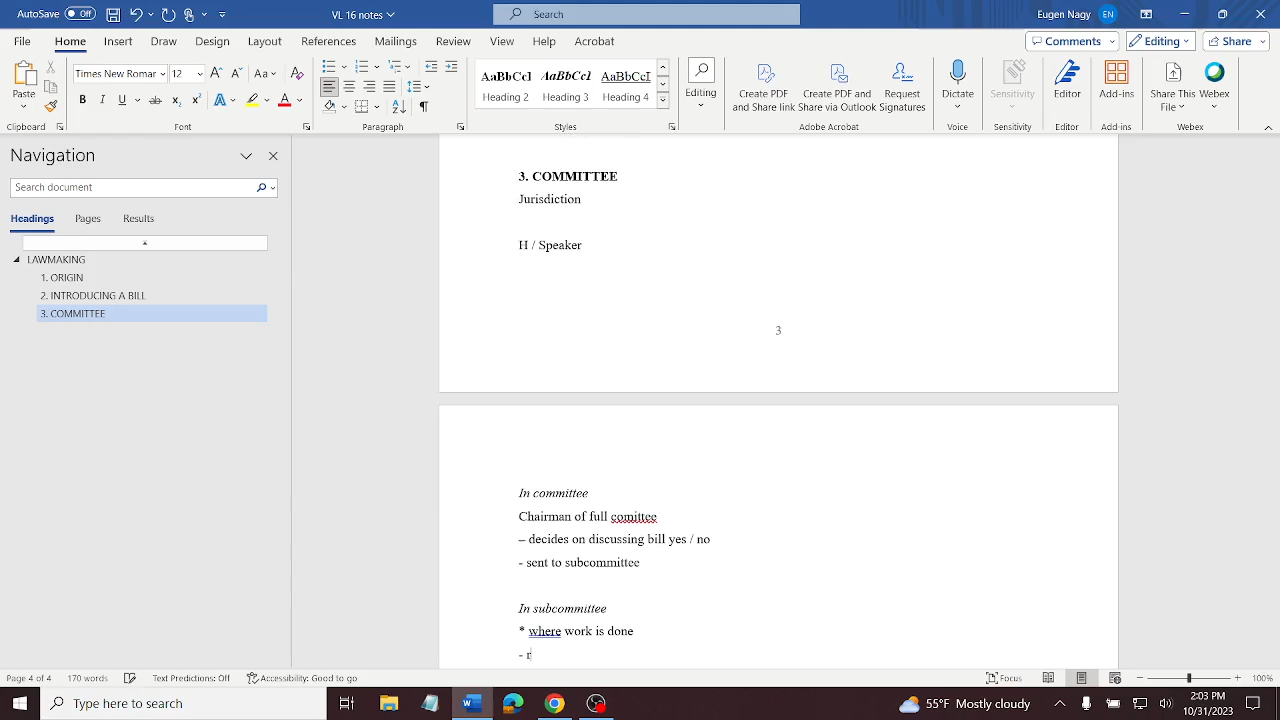 AutoSave Off VL 16 notes Search Eugen Nagy EN
File Home Insert Draw Design Layout References Mailings Review View Help Acrobat Comments Editing Share
Times New Roman 12 Aa
AaBbCcI AaBbCcI AaBbCcI
Paste B I U ab x₂ x² A A Heading 2 Heading 3 Heading 4 Editing Create PDF and Share link Create PDF and Share via Outlook Request Signatures Dictate Sensitivity Editor Add-ins Share This File Webex
Clipboard Font Paragraph Styles Adobe Acrobat Voice Sensitivity Editor Add-ins Webex
Navigation
Search document
Headings Pages Results
LAWMAKING
1. ORIGIN
2. INTRODUCING A BILL
3. COMMITTEE
3. COMMITTEE
Jurisdiction
H / Speaker
3
In committee
Chairman of full comittee
– decides on discussing bill yes / no
- sent to subcommittee
In subcommittee
* where work is done
- r
Page 4 of 4 170 words Text Predictions: Off Accessibility: Good to go Focus 100%
Type here to search 55°F Mostly cloudy 2:03 PM
10/31/2023